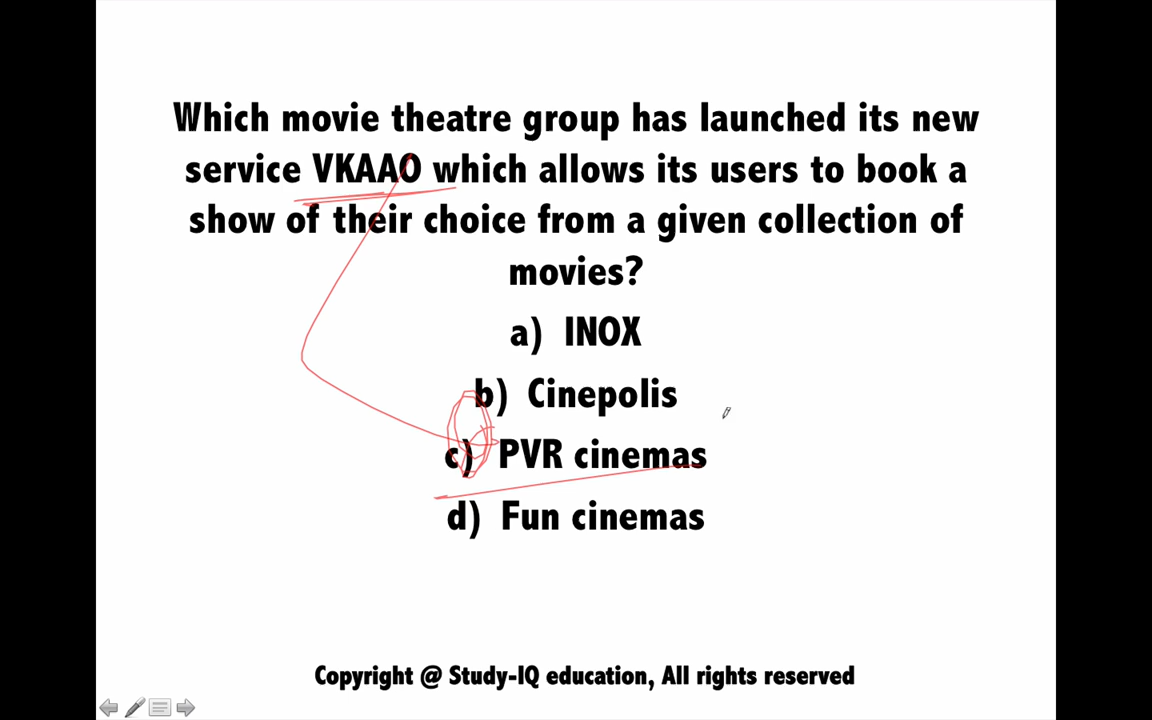 Which movie theatre group has launched its new
service VKAAO which allows its users to book a
show of their choice from a given collection of
movies?
a) INOX
b) Cinepolis
c) PVR cinemas
d) Fun cinemas
Copyright @ Study-IQ education, All rights reserved